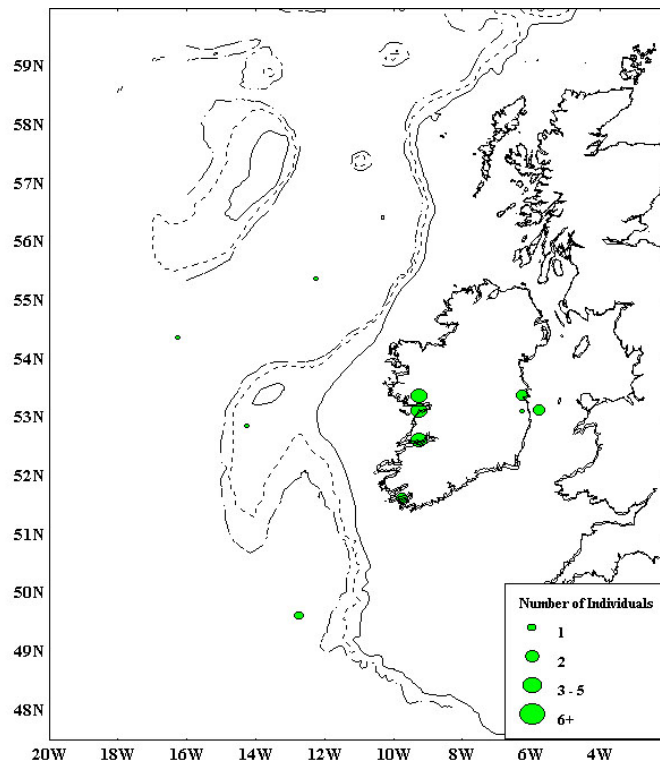 59N
58N
57N
56N
55N
54N
53N
52N
51N
50N
49N
48N
Number of Individuals
1
2
3 - 5
6+
20W 18W 16W 14W 12W 10W 8W 6W 4W